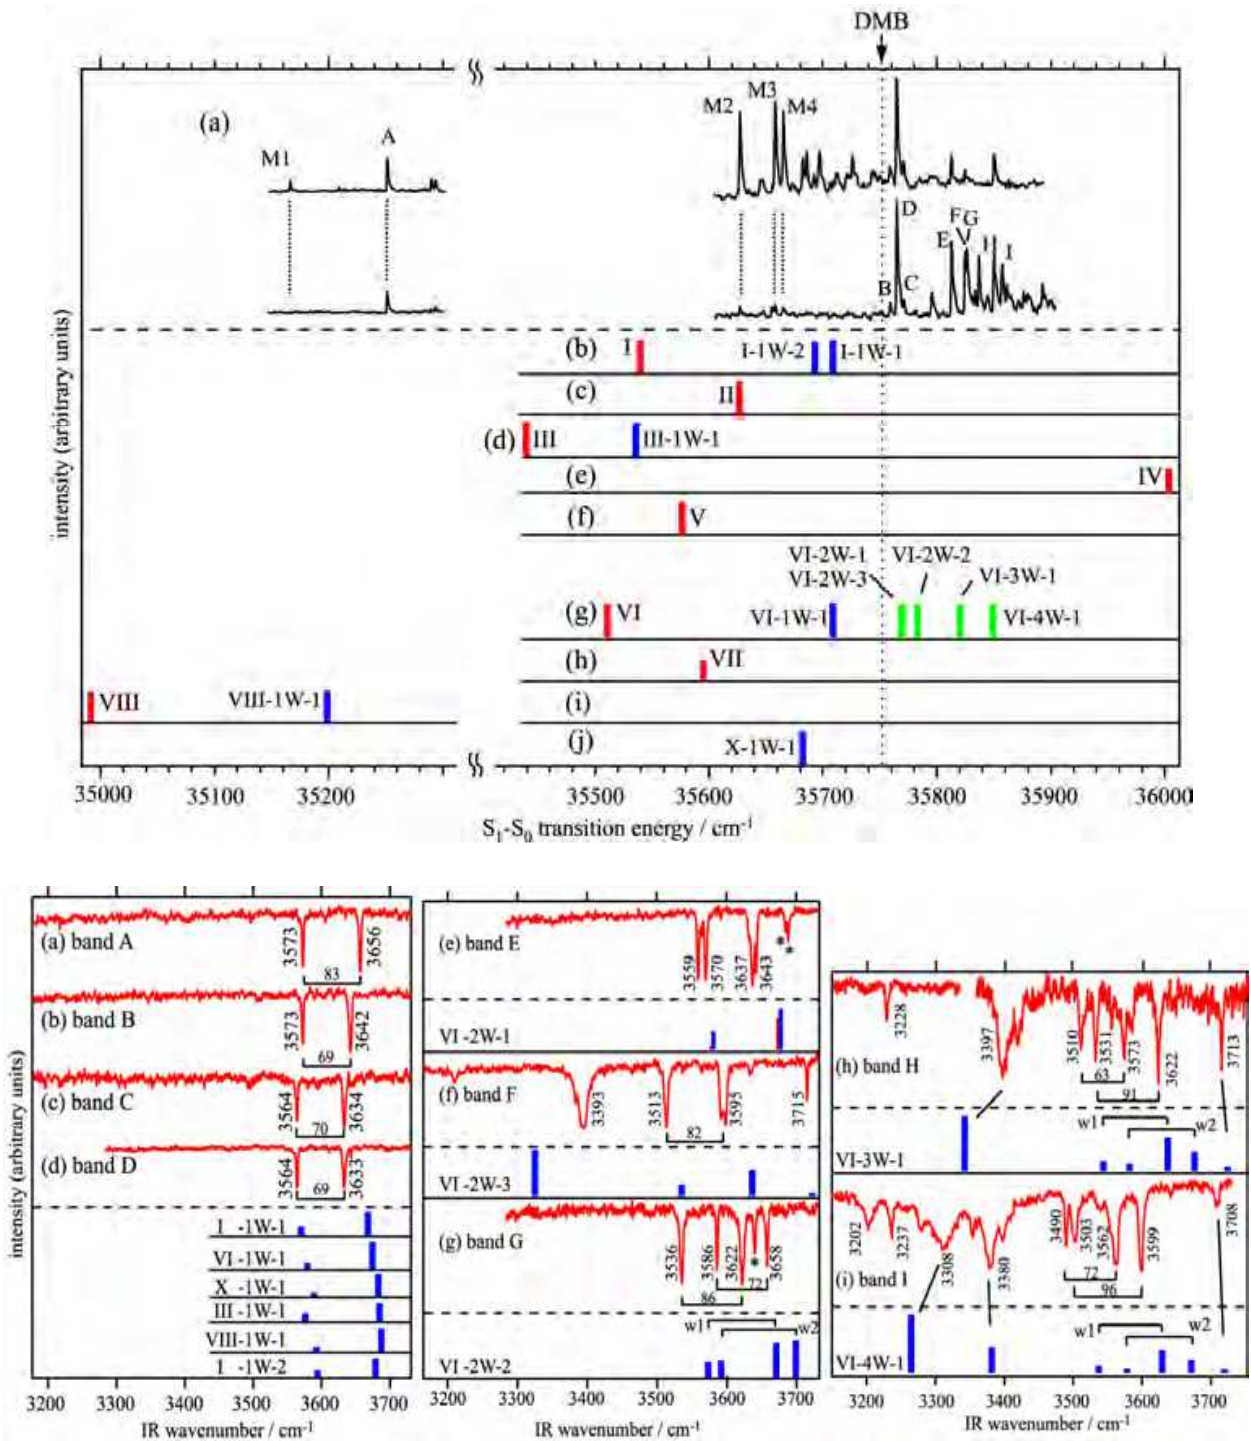 DMB
(a)
M1
A
M2
M3
M4
D
F
G
E
I
B
C
intensity (arbitrary units)
(b) I I-1W-2 I-1W-1
(c) II
(d) III III-1W-1
(e) IV
(f) V
VI-2W-1 VI-2W-2
VI-2W-3 VI-3W-1
(g) VI VI-1W-1 VI-4W-1
(h) VII
VIII VIII-1W-1 (i)
(j) X-1W-1
35000 35100 35200 35500 35600 35700 35800 35900 36000
S₁-S₀ transition energy / cm⁻¹
intensity (arbitrary units)
3200 3300 3400 3500 3600 3700
(a) band A
3573 3656
83
(b) band B
3573 3642
69
(c) band C
3564 3634
70
(d) band D
3564 3633
69
I -1W-1
VI -1W-1
X -1W-1
III -1W-1
VIII-1W-1
I -1W-2
3200 3300 3400 3500 3600 3700
IR wavenumber / cm⁻¹
(e) band E
3559 3570 3637 3643 * *
VI -2W-1
(f) band F
3393 3513 3595 3715
82
VI -2W-3
(g) band G
3536 3586 3622 * 3658
72
86
w1 w2
VI -2W-2
3200 3300 3400 3500 3600 3700
IR wavenumber / cm⁻¹
(h) band H
3228 3397 3510 3531 3573 3622 3713
63
91
w1
w2
VI-3W-1
(i) band I
3202 3237 3308 3380 3490 3503 3562 3599 3708
72
96
w1 w2
VI-4W-1
3200 3300 3400 3500 3600 3700
IR wavenumber / cm⁻¹